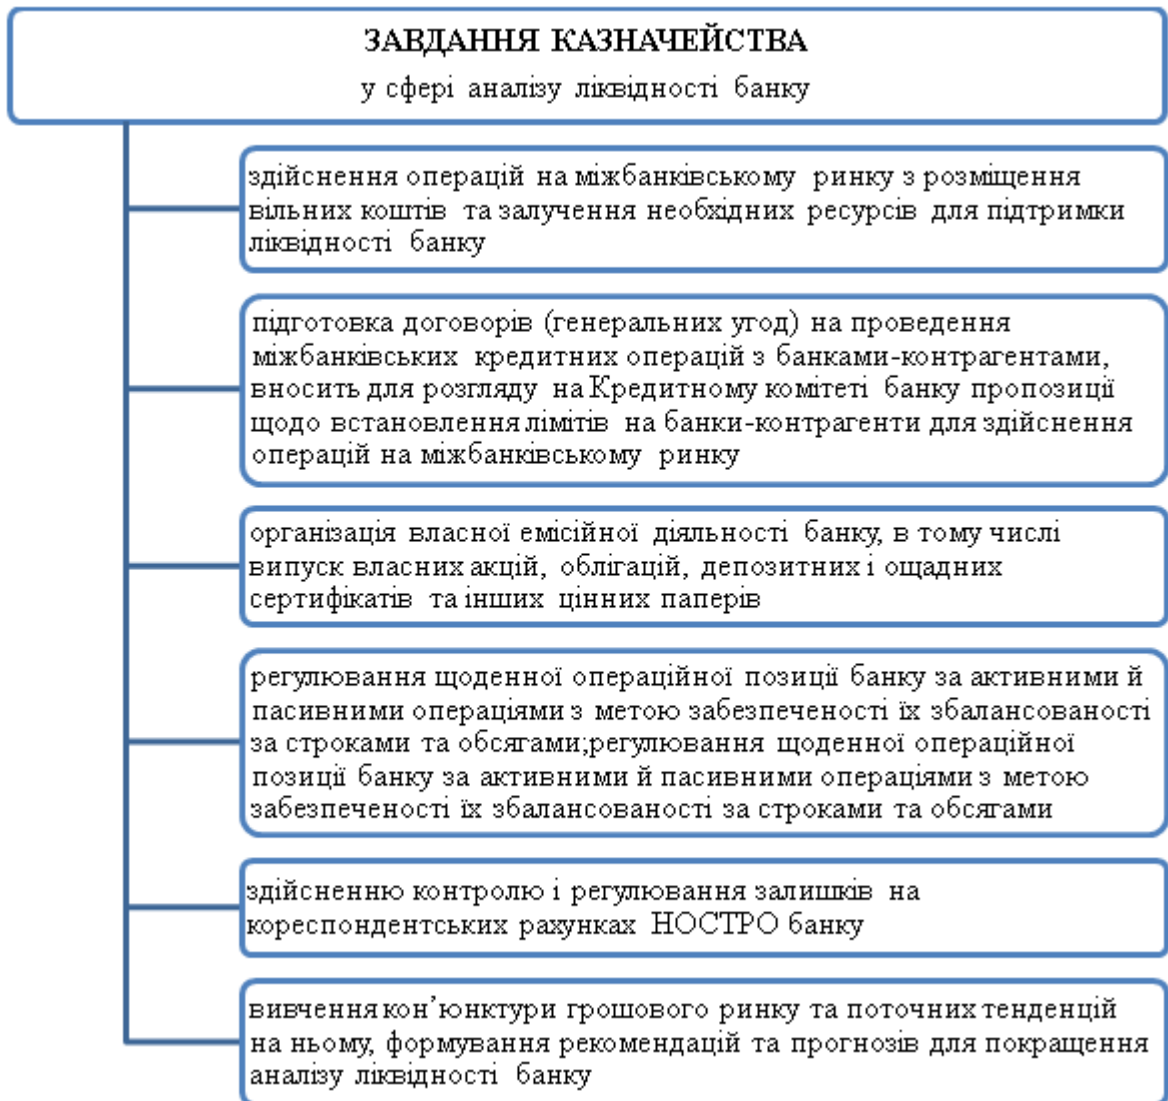 ЗАВДАННЯ КАЗНАЧЕЙСТВА
у сфері аналізу ліквідності банку
здійснення операцій на міжбанківському ринку з розміщення
вільних коштів та залучення необхідних ресурсів для підтримки
ліквідності банку
підготовка договорів (генеральних угод) на проведення
міжбанківських кредитних операцій з банками-контрагентами,
вносить для розгляду на Кредитному комітеті банку пропозиції
щодо встановлення лімітів на банки-контрагенти для здійснення
операцій на міжбанківському ринку
організація власної емісійної діяльності банку, в тому числі
випуск власних акцій, облігацій, депозитних і ощадних
сертифікатів та інших цінних паперів
регулювання щоденної операційної позиції банку за активними й
пасивними операціями з метою забезпеченості їх збалансованості
за строками та обсягами;регулювання щоденної операційної
позиції банку за активними й пасивними операціями з метою
забезпеченості їх збалансованості за строками та обсягами
здійсненню контролю і регулювання залишків на
кореспондентських рахунках НОСТРО банку
вивчення кон’юнктури грошового ринку та поточних тенденцій
на ньому, формування рекомендацій та прогнозів для покращення
аналізу ліквідності банку